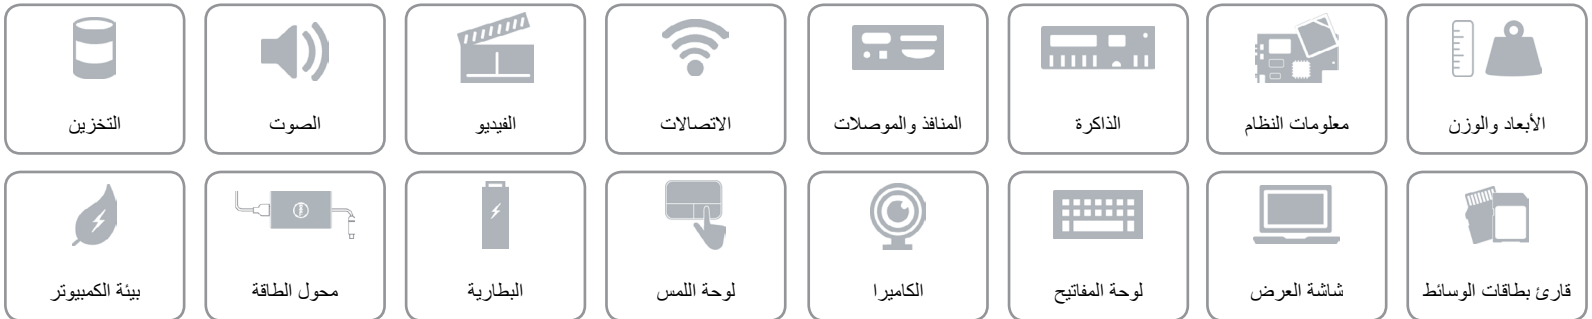 الأبعاد والوزن
معلومات النظام
الذاكرة
المنافذ والموصلات
الاتصالات
الفيديو
الصوت
التخزين
قارئ بطاقات الوسائط
شاشة العرض
لوحة المفاتيح
الكاميرا
لوحة اللمس
البطارية
محول الطاقة
بيئة الكمبيوتر